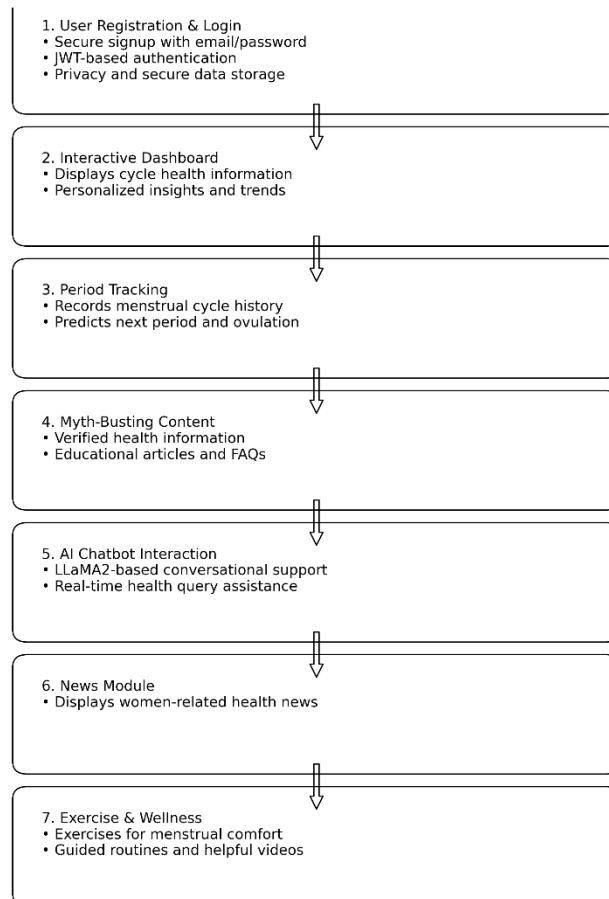 1. User Registration & Login
• Secure signup with email/password
• JWT-based authentication
• Privacy and secure data storage
2. Interactive Dashboard
• Displays cycle health information
• Personalized insights and trends
3. Period Tracking
• Records menstrual cycle history
• Predicts next period and ovulation
4. Myth-Busting Content
• Verified health information
• Educational articles and FAQs
5. AI Chatbot Interaction
• LLaMA2-based conversational support
• Real-time health query assistance
6. News Module
• Displays women-related health news
7. Exercise & Wellness
• Exercises for menstrual comfort
• Guided routines and helpful videos